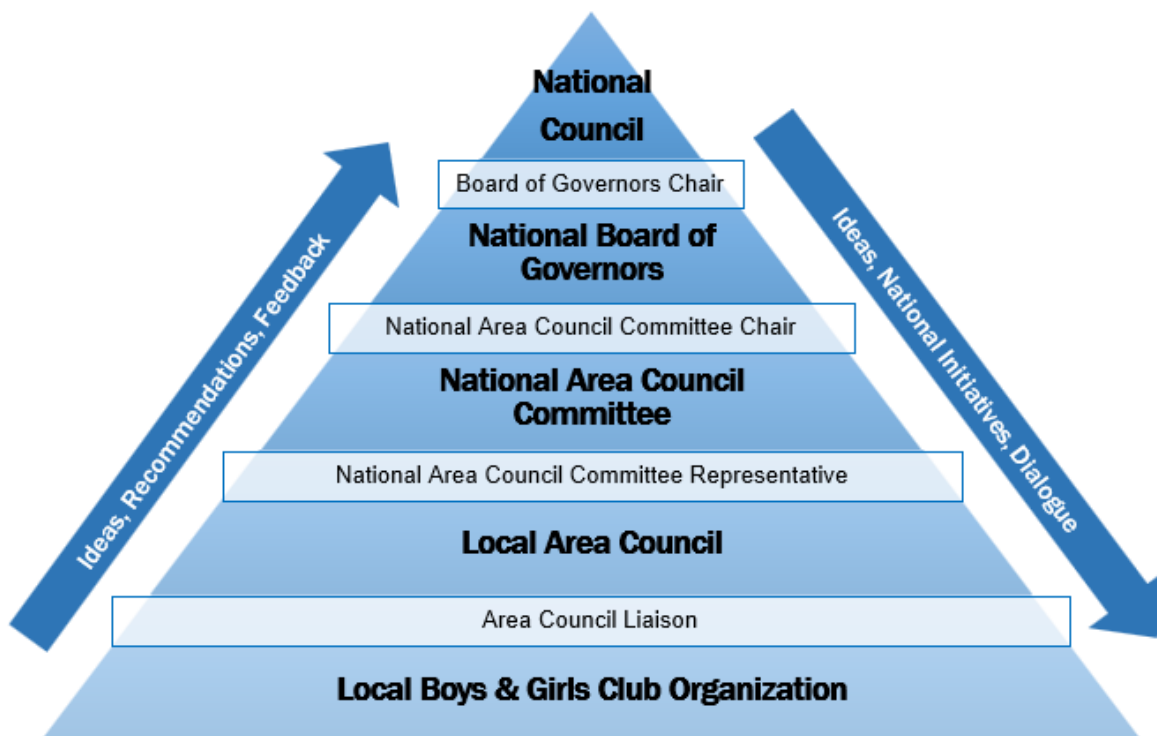 National
Council
Board of Governors Chair
National Board of
Governors
National Area Council Committee Chair
National Area Council
Committee
National Area Council Committee Representative
Local Area Council
Area Council Liaison
Local Boys & Girls Club Organization
Ideas, Recommendations, Feedback
Ideas, National Initiatives, Dialogue